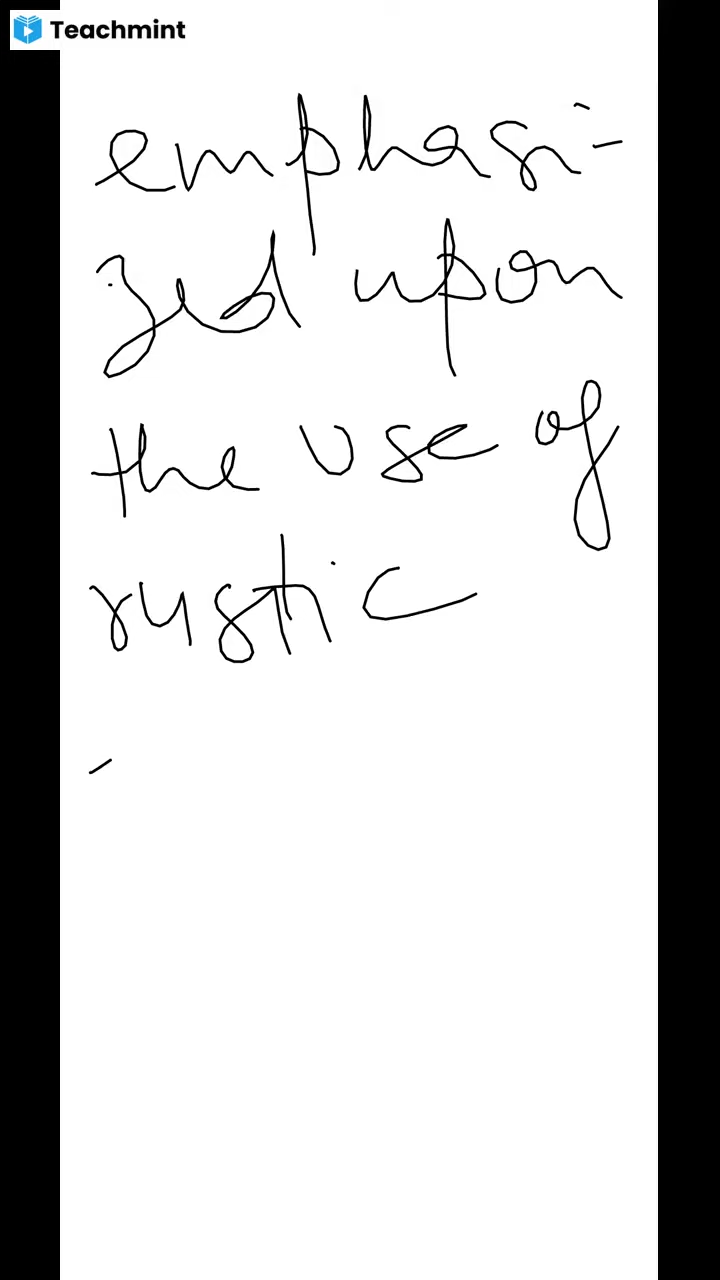 Teachmint
emphasi-
zed upon
the use of
rustic